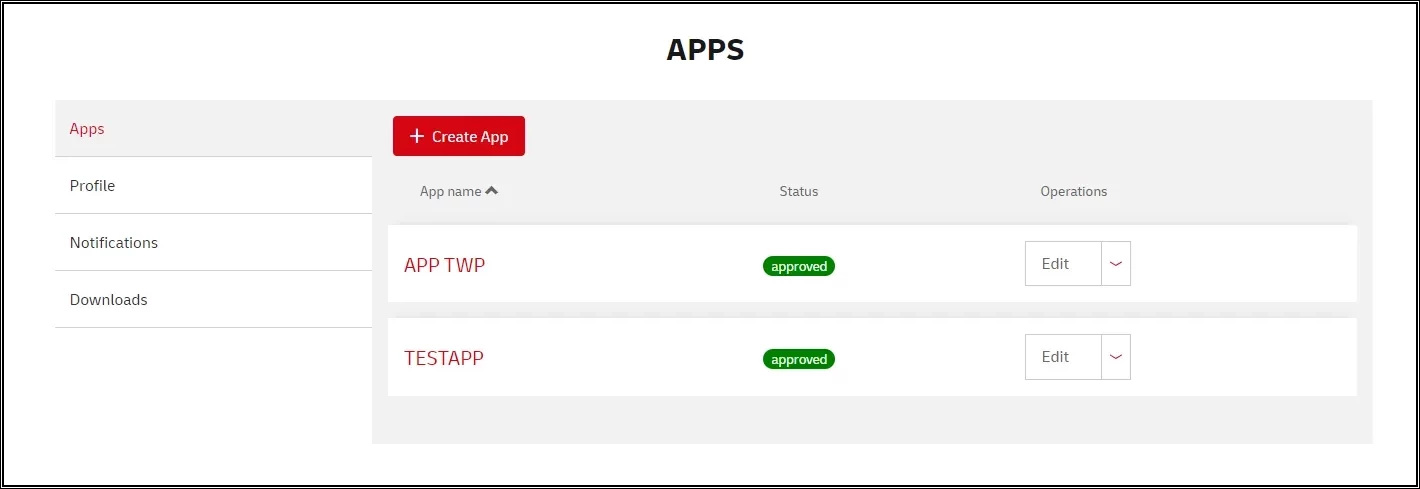 APPS
Apps
Profile
Notifications
Downloads
+ Create App
App name Status Operations
APP TWP approved Edit
TESTAPP approved Edit